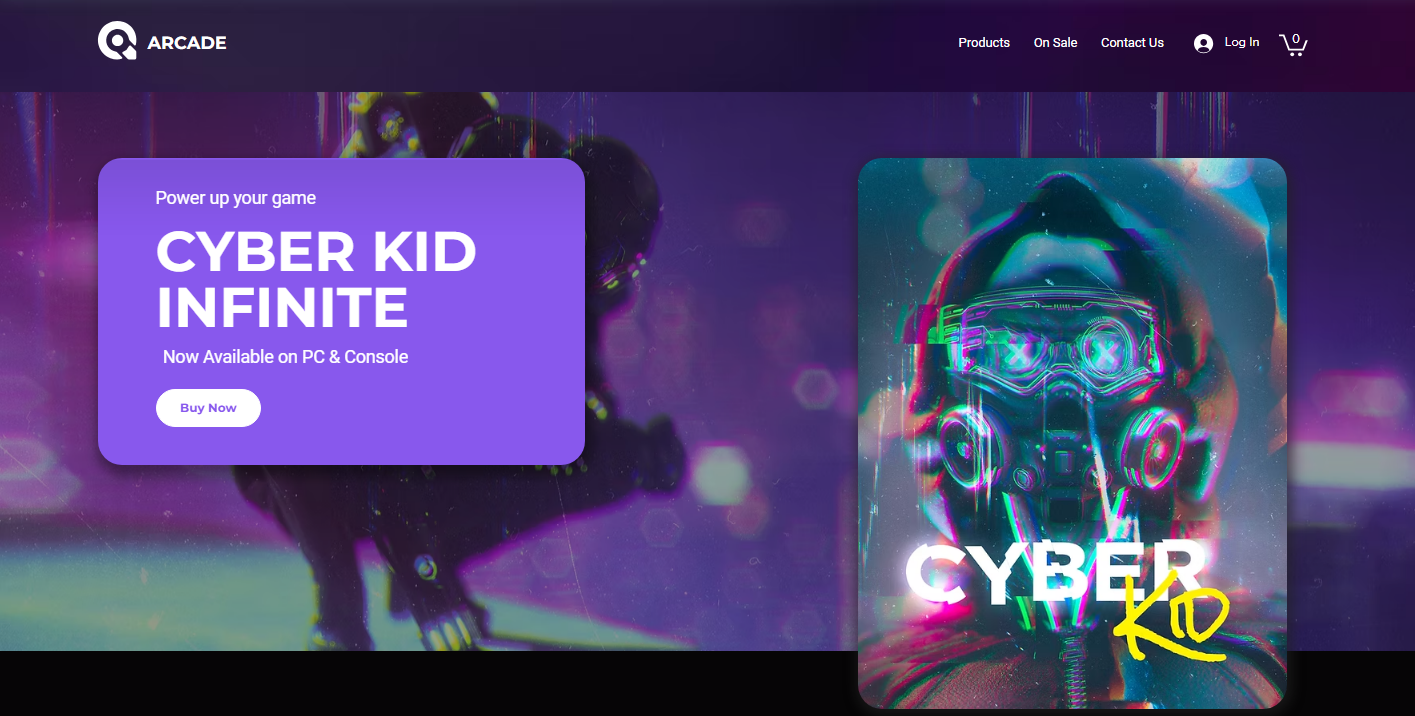 ARCADE
Products
On Sale
Contact Us
Log In
0
Power up your game
CYBER KID
INFINITE
Now Available on PC & Console
Buy Now
CYBER
KID